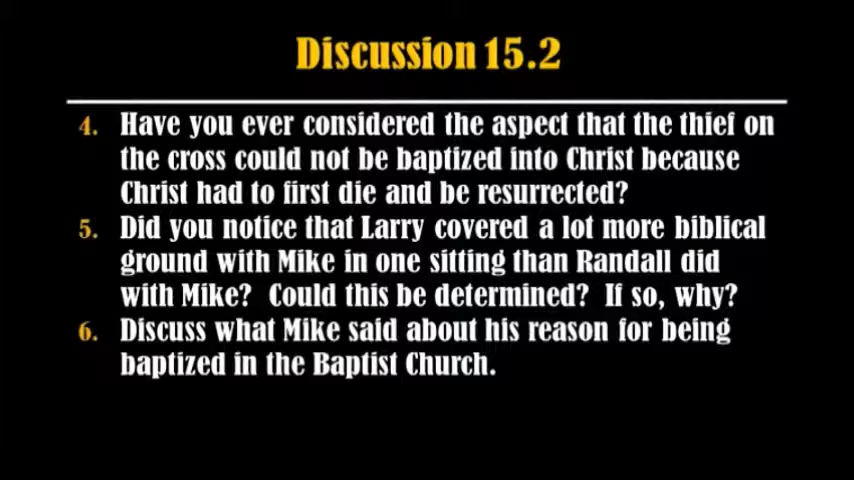 Discussion 15.2
4. Have you ever considered the aspect that the thief on
the cross could not be baptized into Christ because
Christ had to first die and be resurrected?
5. Did you notice that Larry covered a lot more biblical
ground with Mike in one sitting than Randall did
with Mike? Could this be determined? If so, why?
6. Discuss what Mike said about his reason for being
baptized in the Baptist Church.